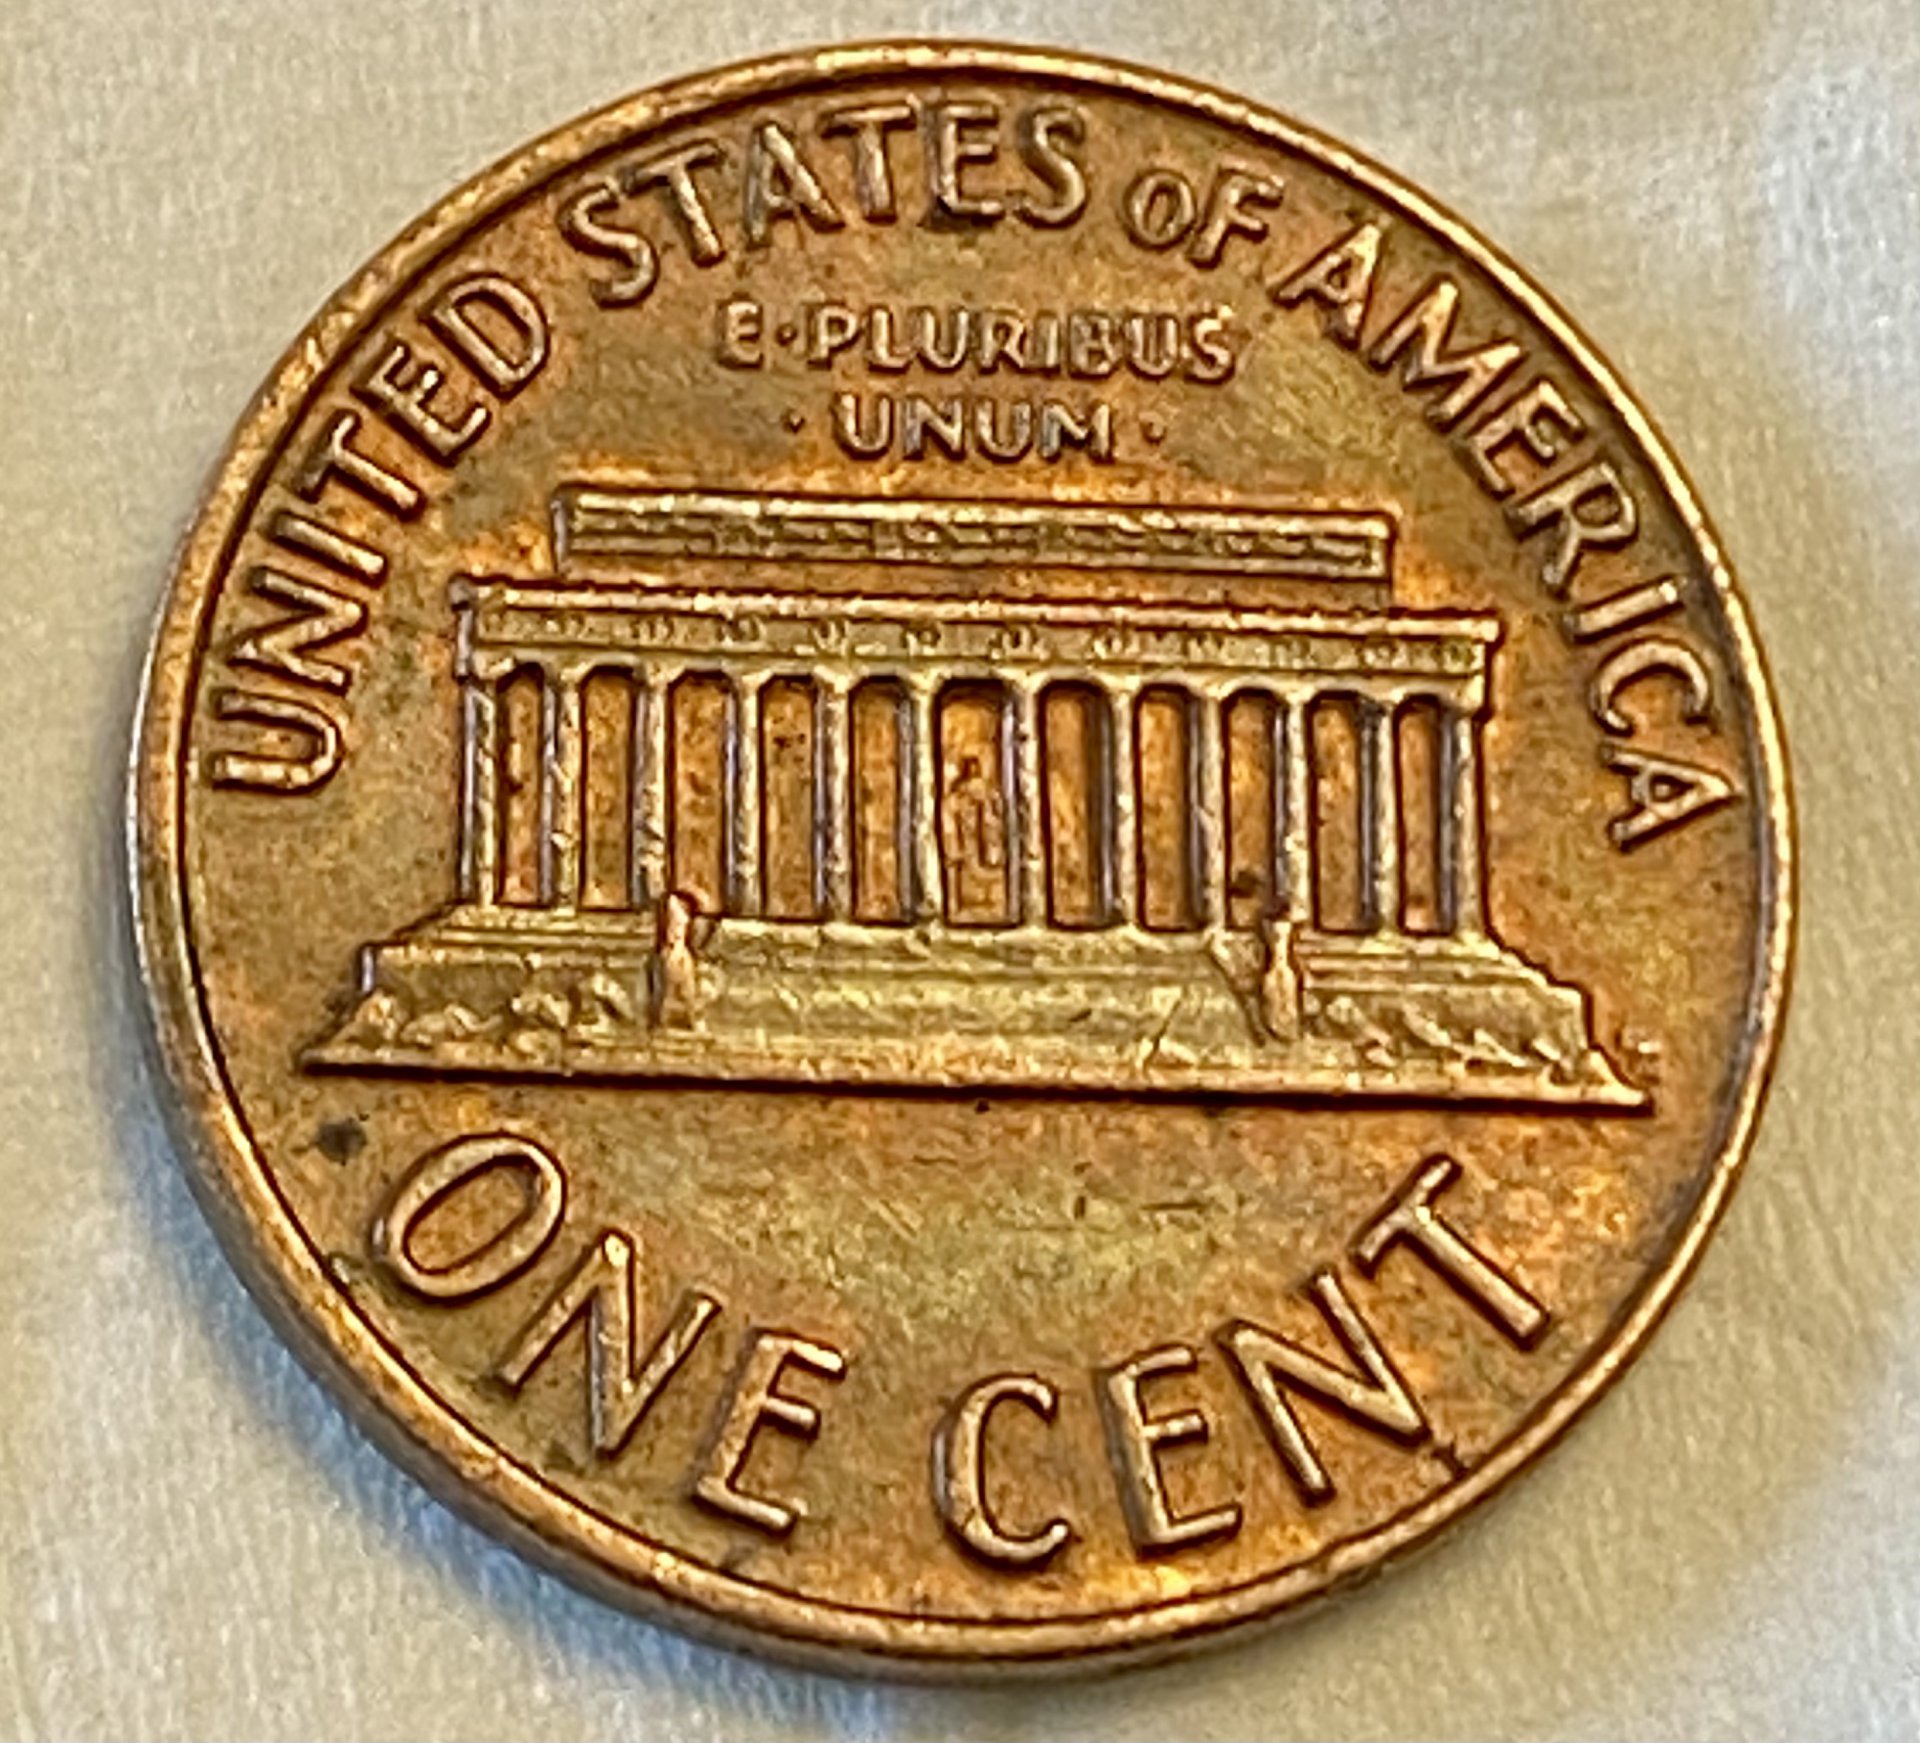 UNITED STATES OF AMERICA
E·PLURIBUS
·UNUM·
ONE CENT